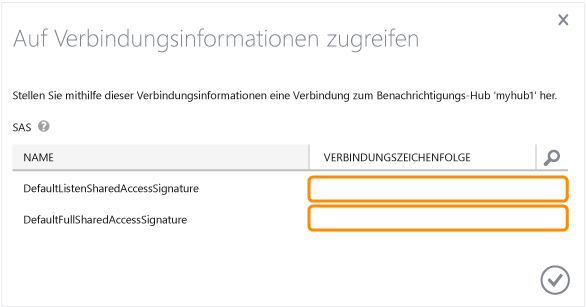 Auf Verbindungsinformationen zugreifen
Stellen Sie mithilfe dieser Verbindungsinformationen eine Verbindung zum Benachrichtigungs-Hub 'myhub1' her.
SAS ?
NAME VERBINDUNGSZEICHENFOLGE
DefaultListenSharedAccessSignature
DefaultFullSharedAccessSignature